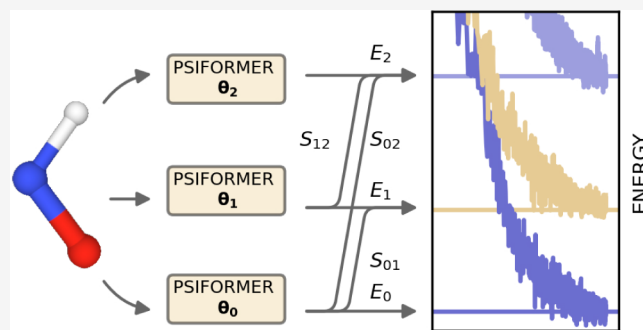 PSIFORMER
θ₂
E₂
S₁₂
S₀₂
PSIFORMER
θ₁
E₁
S₀₁
PSIFORMER
θ₀
E₀
ENERGY